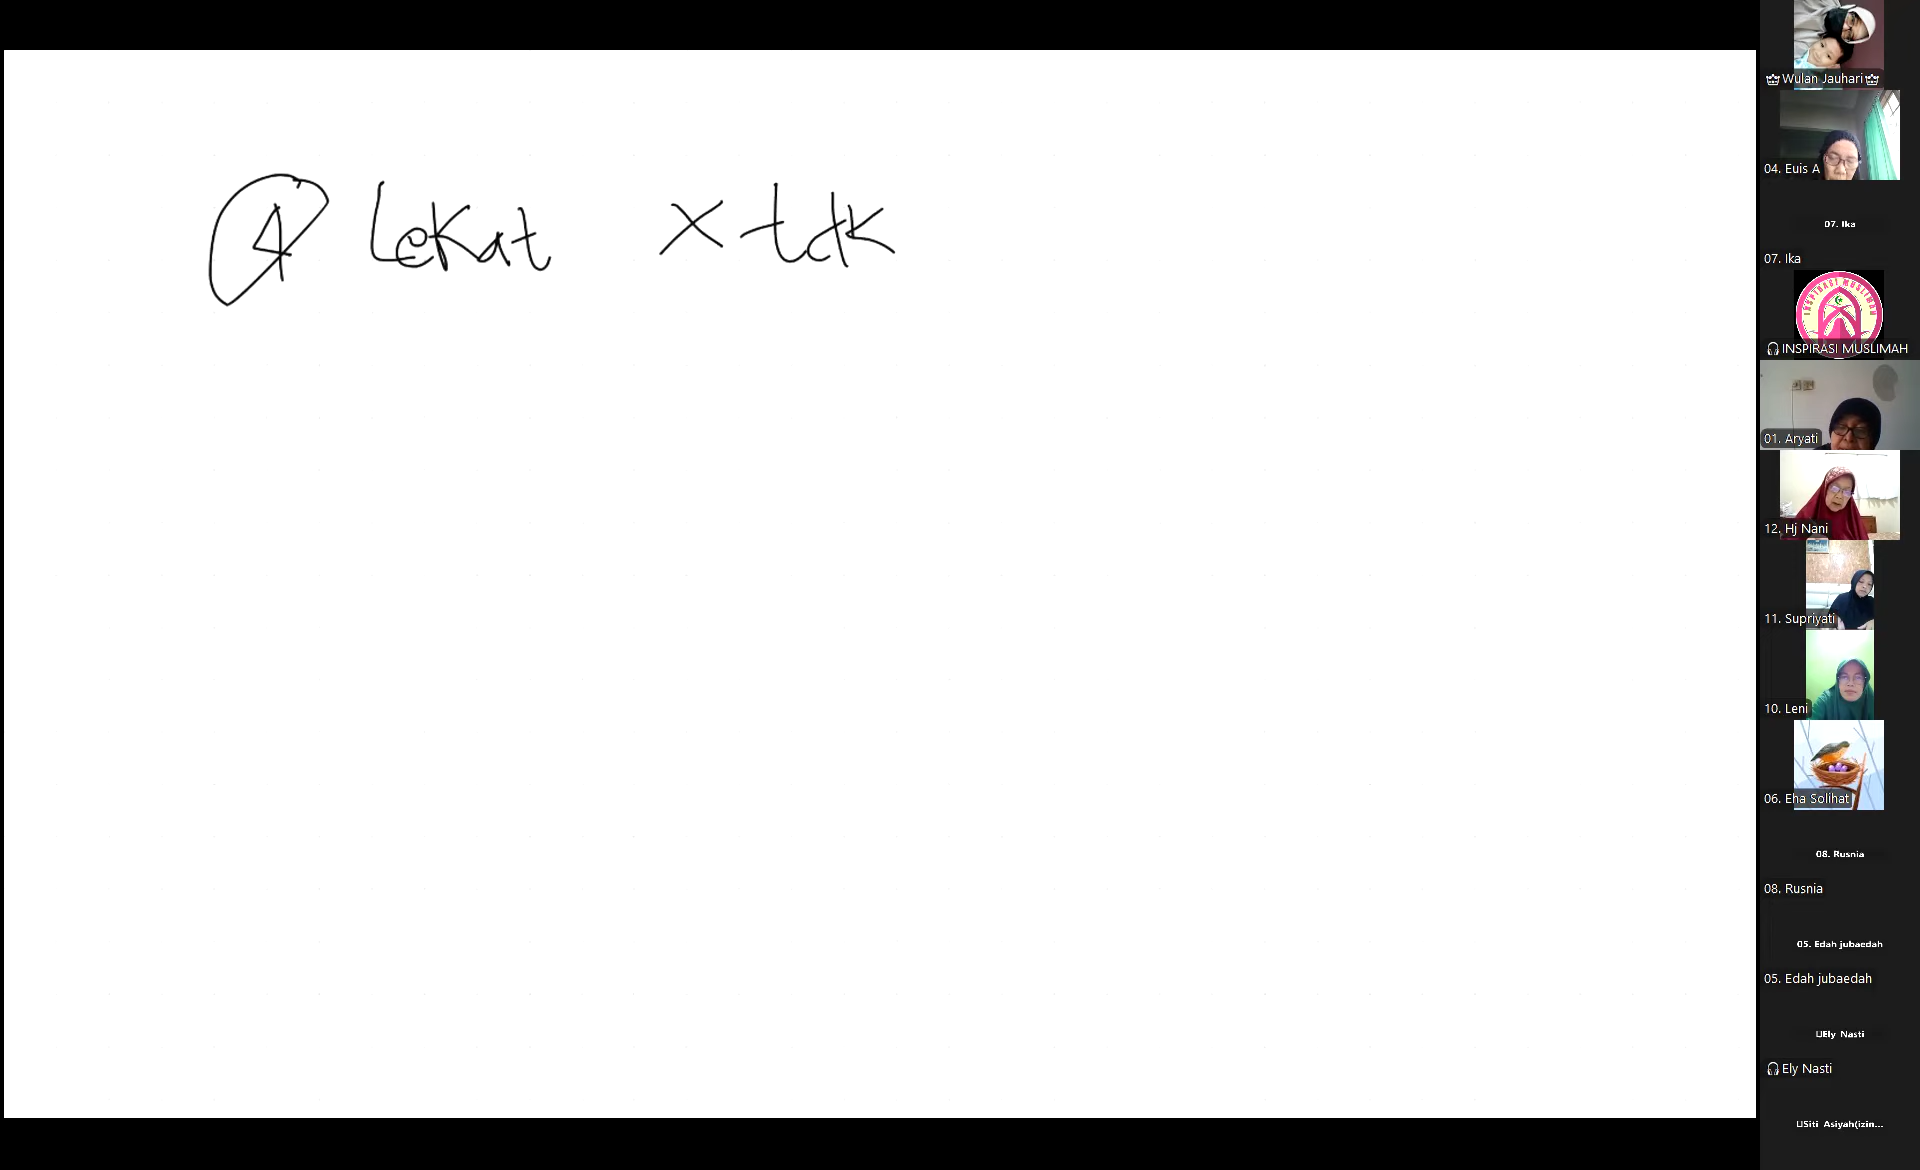 4 Lekat x tdk
Wulan Jauhari
04. Euis A
07. Ika
07. Ika
INSPIRASI MUSLIMAH
INSPIRASI MUSLIMAH
01. Aryati
12. Hj Nani
11. Supriyati
10. Leni
06. Eha Solihat
08. Rusnia
08. Rusnia
05. Edah jubaedah
05. Edah jubaedah
Ely Nasti
Ely Nasti
Siti Asiyah(izin...